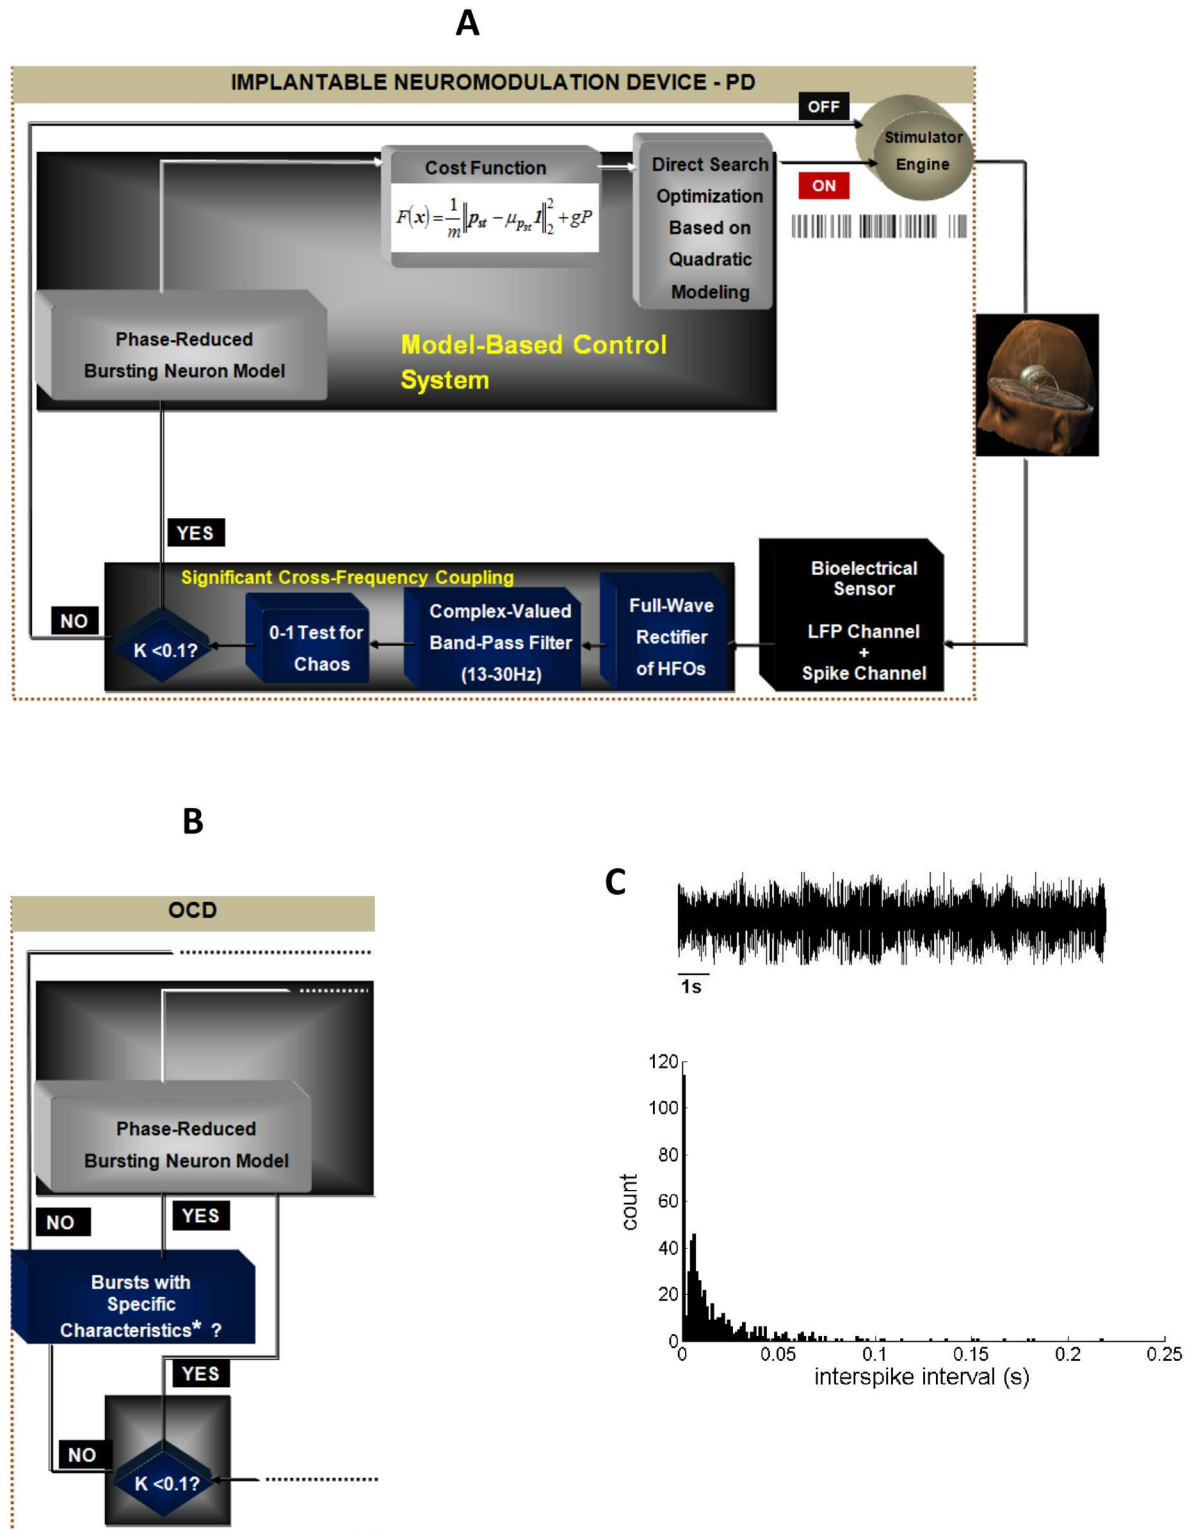 A
IMPLANTABLE NEUROMODULATION DEVICE - PD
OFF
Stimulator
Engine
ON
Cost Function
F(x)=1/m‖p_st − μ_p_st 1‖₂² + gP
Direct Search
Optimization
Based on
Quadratic
Modeling
Phase-Reduced
Bursting Neuron Model
Model-Based Control
System
YES
NO
Significant Cross-Frequency Coupling
K <0.1?
0-1 Test for
Chaos
Complex-Valued
Band-Pass Filter
(13-30Hz)
Full-Wave
Rectifier
of HFOs
Bioelectrical
Sensor
LFP Channel
+
Spike Channel
B
OCD
Phase-Reduced
Bursting Neuron Model
NO
YES
Bursts with
Specific
Characteristics* ?
YES
NO
K <0.1?
C
1s
120
100
80
60
40
20
0
count
0
0.05
0.1
0.15
0.2
0.25
interspike interval (s)